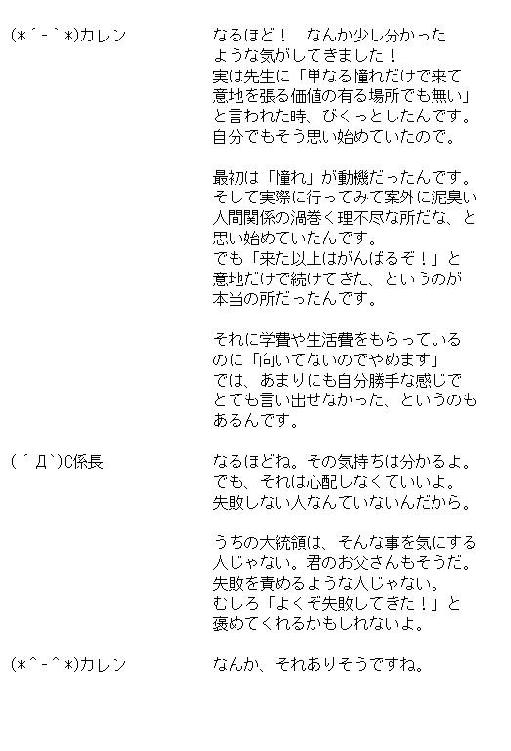 (*´-`*)カレン　なるほど！　なんか少し分かった
ような気がしてきました！
実は先生に「単なる憧れだけで来て
意地を張る価値の有る場所でも無い」
と言われた時、びくっとしたんです。
自分でもそう思い始めていたので。
最初は「憧れ」が動機だったんです。
そして実際に行ってみて案外に泥臭い
人間関係の渦巻く理不尽な所だな、と
思い始めていたんです。
でも「来た以上はがんばるぞ！」と
意地だけで続けてきた、というのが
本当の所だったんです。
それに学費や生活費をもらっている
のに「向いてないのでやめます」
では、あまりにも自分勝手な感じで
とても言い出せなかった、というのも
あるんです。
(´Д`)C係長　なるほどね。その気持ちは分かるよ。
でも、それは心配しなくていいよ。
失敗しない人なんていないんだから。
うちの大統領は、そんな事を気にする
人じゃない。君のお父さんもそうだ。
失敗を責めるような人じゃない。
むしろ「よくぞ失敗してきた！」と
褒めてくれるかもしれないよ。
(*^-^*)カレン　なんか、それありそうですね。